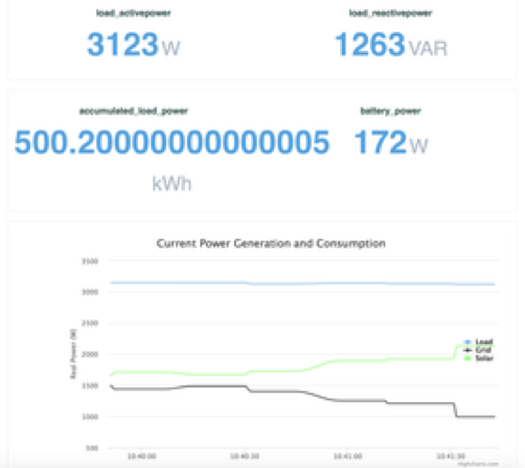 load_activepower load_reactivepower
3123 W 1263 VAR
accumulated_load_power battery_power
500.20000000000005 172 W
kWh
Current Power Generation and Consumption
3500
3000
2500
2000
1500
1000
500
Real Power (W)
Load
Grid
Solar
10:40:00 10:40:30 10:41:00 10:41:30
highcharts.com